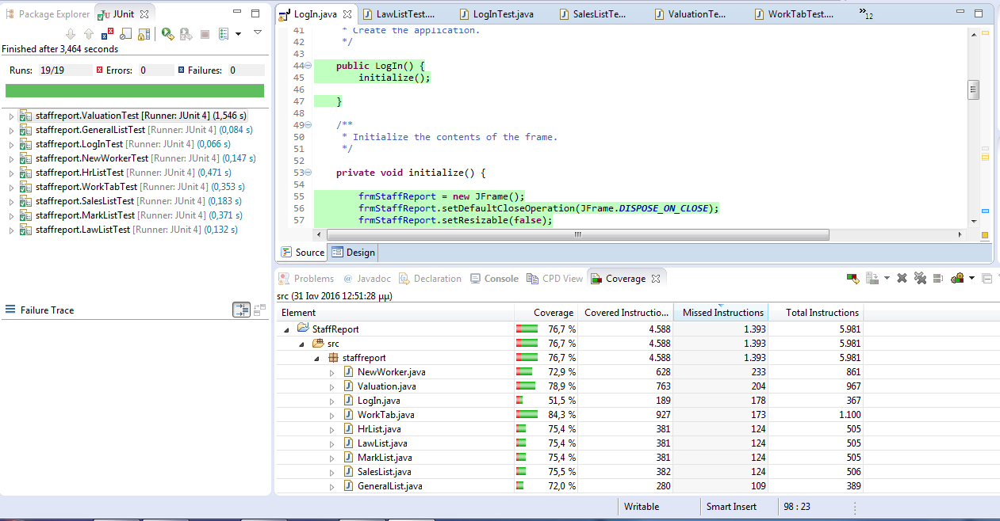 Package Explorer JUnit
Finished after 3,464 seconds
Runs: 19/19 Errors: 0 Failures: 0
staffreport.ValuationTest [Runner: JUnit 4] (1,546 s)
staffreport.GeneralListTest [Runner: JUnit 4] (0,084 s)
staffreport.LogInTest [Runner: JUnit 4] (0,066 s)
staffreport.NewWorkerTest [Runner: JUnit 4] (0,147 s)
staffreport.HrListTest [Runner: JUnit 4] (0,471 s)
staffreport.WorkTabTest [Runner: JUnit 4] (0,353 s)
staffreport.SalesListTest [Runner: JUnit 4] (0,183 s)
staffreport.MarkListTest [Runner: JUnit 4] (0,371 s)
staffreport.LawListTest [Runner: JUnit 4] (0,132 s)
Failure Trace
LogIn.java LawListTest.... LogInTest.java SalesListTe... ValuationTe... WorkTabTest.... »12
41 * Create the application.
42 */
43
44 public LogIn() {
45 initialize();
46
47 }
48
49 /**
50 * Initialize the contents of the frame.
51 */
52
53 private void initialize() {
54
55 frmStaffReport = new JFrame();
56 frmStaffReport.setDefaultCloseOperation(JFrame.DISPOSE_ON_CLOSE);
57 frmStaffReport.setResizable(false);
Source Design
Problems Javadoc Declaration Console CPD View Coverage
src (31 Ιαν 2016 12:51:28 μμ)
Element Coverage Covered Instructio... Missed Instructions Total Instructions
StaffReport 76,7 % 4.588 1.393 5.981
src 76,7 % 4.588 1.393 5.981
staffreport 76,7 % 4.588 1.393 5.981
NewWorker.java 72,9 % 628 233 861
Valuation.java 78,9 % 763 204 967
LogIn.java 51,5 % 189 178 367
WorkTab.java 84,3 % 927 173 1.100
HrList.java 75,4 % 381 124 505
LawList.java 75,4 % 381 124 505
MarkList.java 75,4 % 381 124 505
SalesList.java 75,5 % 382 124 506
GeneralList.java 72,0 % 280 109 389
Writable Smart Insert 98 : 23